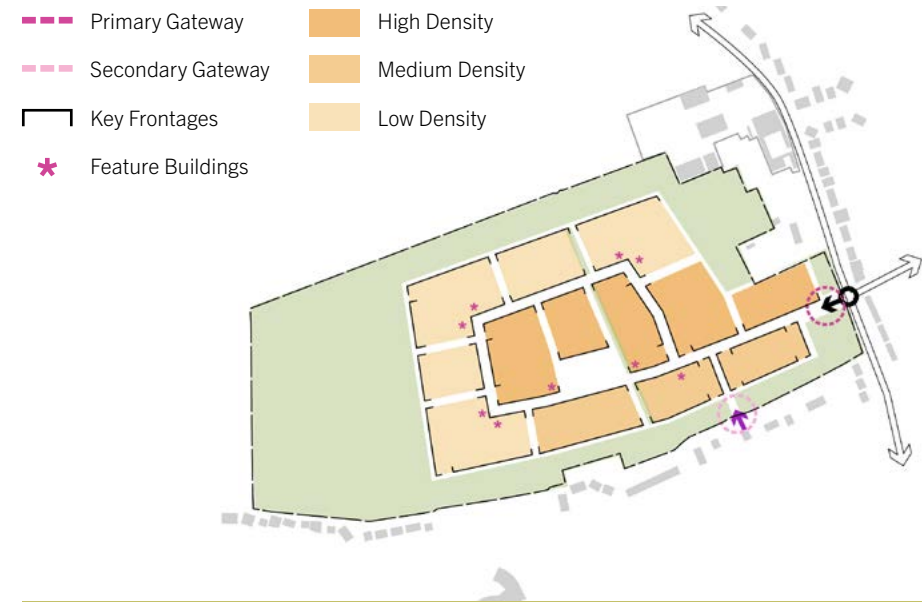 Primary Gateway
Secondary Gateway
Key Frontages
Feature Buildings
High Density
Medium Density
Low Density